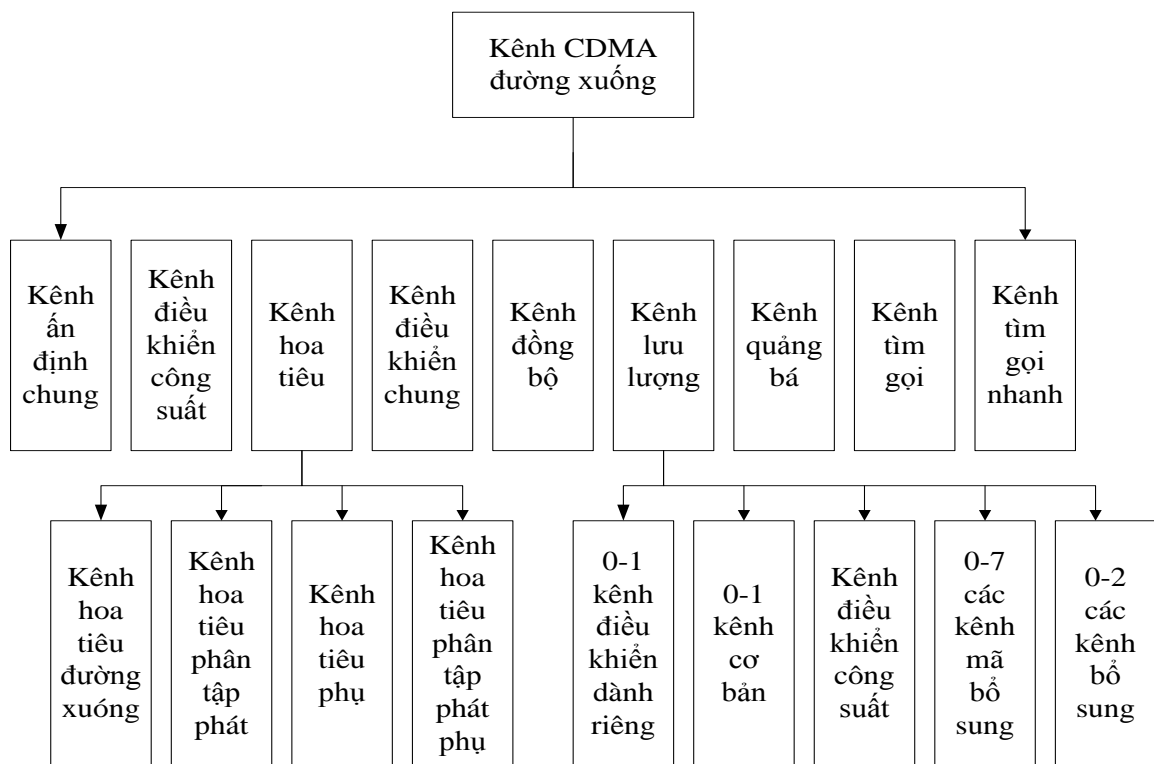 Kênh CDMA
đường xuống
Kênh
ấn
định
chung
Kênh
điều
khiển
công
suất
Kênh
hoa
tiêu
Kênh
điều
khiển
chung
Kênh
đồng
bộ
Kênh
lưu
lượng
Kênh
quảng
bá
Kênh
tìm
gọi
Kênh
tìm
gọi
nhanh
Kênh
hoa
tiêu
đường
xuóng
Kênh
hoa
tiêu
phân
tập
phát
Kênh
hoa
tiêu
phụ
Kênh
hoa
tiêu
phân
tập
phát
phụ
0-1
kênh
điều
khiển
dành
riêng
0-1
kênh
cơ
bản
Kênh
điều
khiển
công
suất
0-7
các
kênh
mã
bổ
sung
0-2
các
kênh
bổ
sung